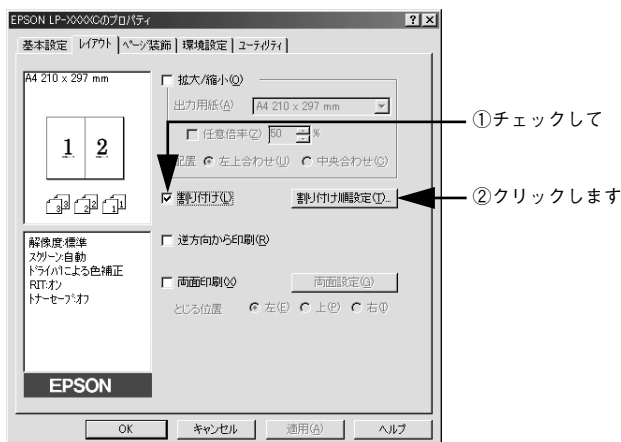 EPSON LP-XXXXCのプロパティ
基本設定 レイアウト ページ装飾 環境設定 ユーティリティ
A4 210 x 297 mm
1 2
3 3 2 2 1 1
解像度:標準
スクリーン:自動
ドライバによる色補正
RIT:オン
トナーセーブ:オフ
EPSON
拡大/縮小(O)
出力用紙(A) A4 210 x 297 mm
任意倍率(Z) 50 %
配置 左上合わせ(U) 中央合わせ(C)
割り付け(L) 割り付け順設定(T)...
逆方向から印刷(R)
両面印刷(X) 両面設定(G)
とじる位置 左(E) 上(P) 右(I)
OK キャンセル 適用(A) ヘルプ
①チェックして
②クリックします